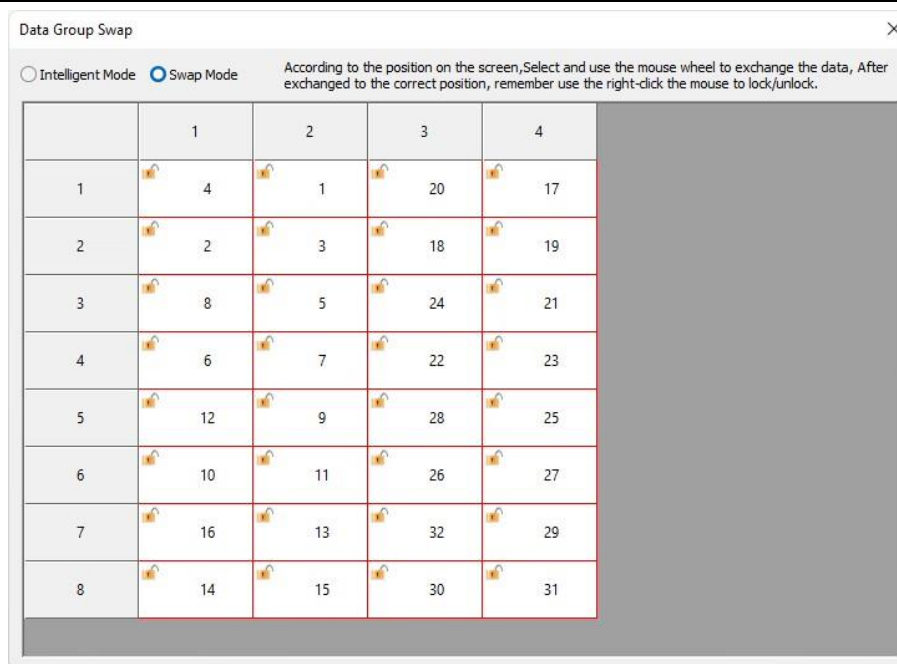 Data Group Swap
Intelligent Mode Swap Mode According to the position on the screen,Select and use the mouse wheel to exchange the data, After
exchanged to the correct position, remember use the right-click the mouse to lock/unlock.
1 2 3 4
1 4 1 20 17
2 2 3 18 19
3 8 5 24 21
4 6 7 22 23
5 12 9 28 25
6 10 11 26 27
7 16 13 32 29
8 14 15 30 31